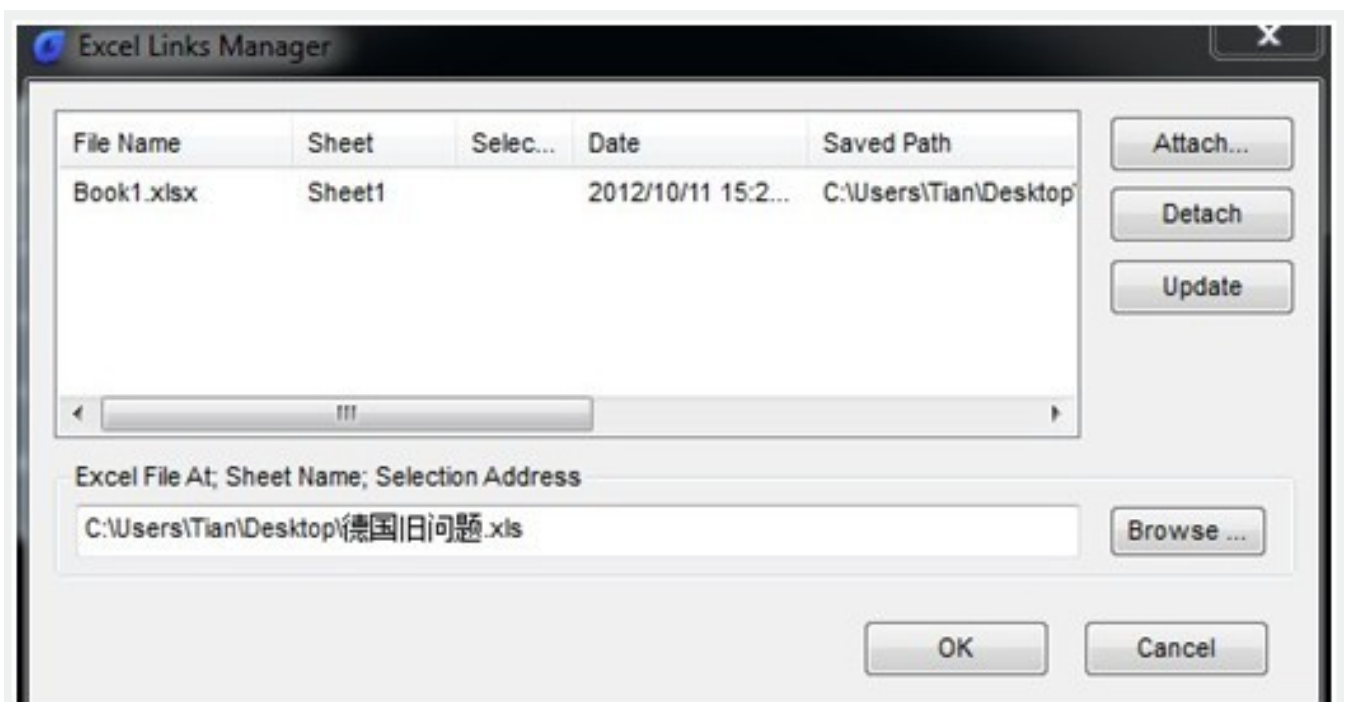 Excel Links Manager
File Name Sheet Selec... Date Saved Path
Book1.xlsx Sheet1 2012/10/11 15:2... C:\Users\Tian\Desktop\
Attach...
Detach
Update
Excel File At; Sheet Name; Selection Address
C:\Users\Tian\Desktop\德国旧问题.xls
Browse ...
OK Cancel